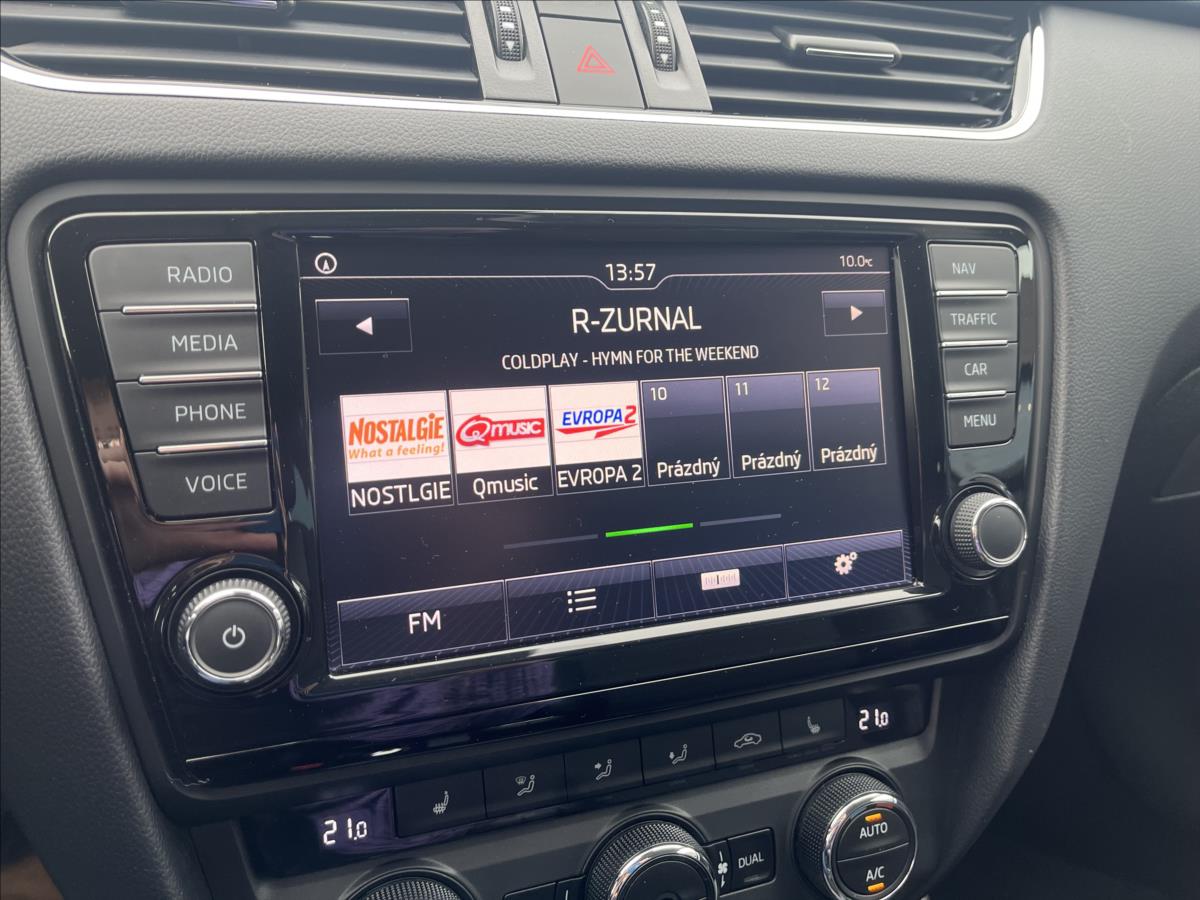 RADIO
MEDIA
PHONE
VOICE
13:57
10.0°C
R-ZURNAL
COLDPLAY - HYMN FOR THE WEEKEND
NOSTALGIE
What a feeling!
NOSTLGIE
Qmusic
Qmusic
EVROPA 2
EVROPA 2
10
Prázdný
11
Prázdný
12
Prázdný
FM
NAV
TRAFFIC
CAR
MENU
21.0
21.0
DUAL
AUTO
A/C